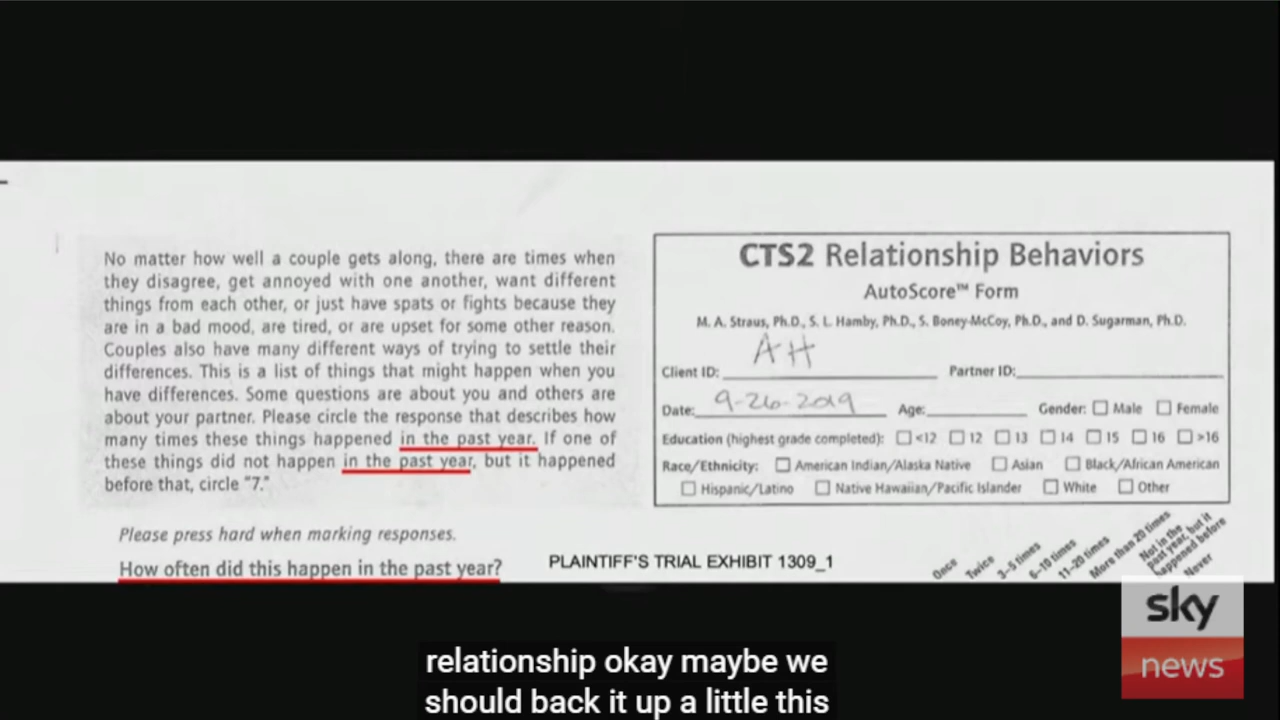 No matter how well a couple gets along, there are times when
they disagree, get annoyed with one another, want different
things from each other, or just have spats or fights because they
are in a bad mood, are tired, or are upset for some other reason.
Couples also have many different ways of trying to settle their
differences. This is a list of things that might happen when you
have differences. Some questions are about you and others are
about your partner. Please circle the response that describes how
many times these things happened in the past year. If one of
these things did not happen in the past year, but it happened
before that, circle "7."
Please press hard when marking responses.
How often did this happen in the past year?
CTS2 Relationship Behaviors
AutoScore™ Form
M. A. Straus, Ph.D., S. L. Hamby, Ph.D., S. Boney-McCoy, Ph.D., and D. Sugarman, Ph.D.
Client ID: AH Partner ID:
Date: 9-26-2019 Age: Gender: Male Female
Education (highest grade completed): <12 12 13 14 15 16 >16
Race/Ethnicity: American Indian/Alaska Native Asian Black/African American
Hispanic/Latino Native Hawaiian/Pacific Islander White Other
PLAINTIFF'S TRIAL EXHIBIT 1309_1
Once
Twice
3–5 times
6–10 times
11–20 times
More than 20 times
Not in the
past year, but it
happened before
Never
relationship okay maybe we
should back it up a little this
sky
news